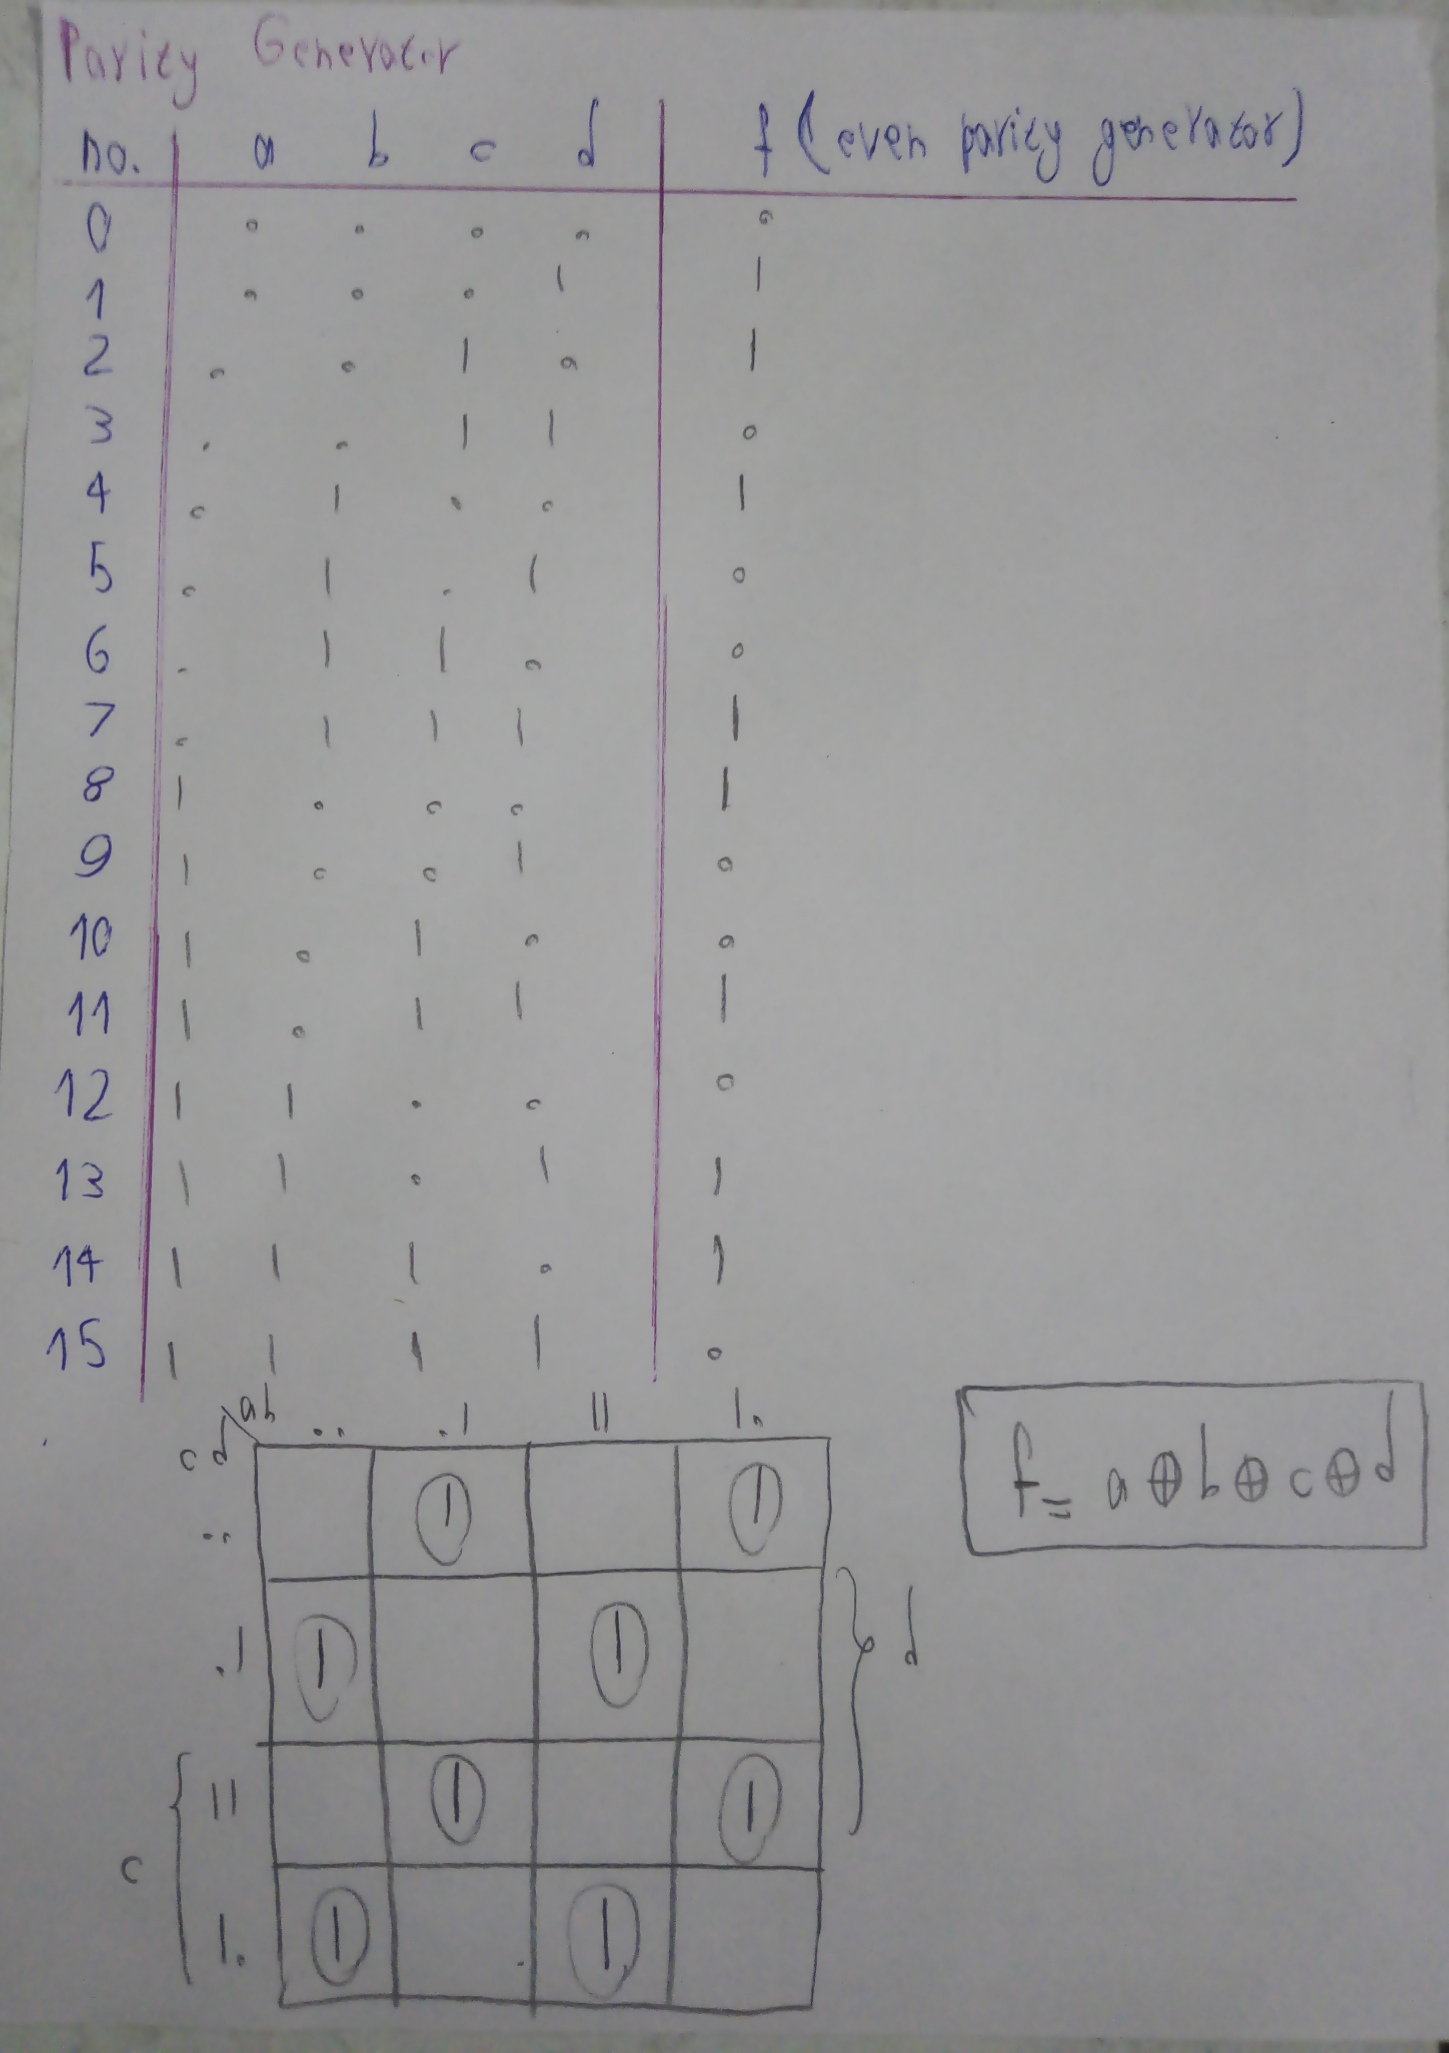 Parity Generator
no. a b c d f (even parity generator)
0 0 0 0 0 0
1 0 0 0 1 1
2 0 0 1 0 1
3 0 0 1 1 0
4 0 1 0 0 1
5 0 1 0 1 0
6 0 1 1 0 0
7 0 1 1 1 1
8 1 0 0 0 1
9 1 0 0 1 0
10 1 0 1 0 0
11 1 0 1 1 1
12 1 1 0 0 0
13 1 1 0 1 1
14 1 1 1 0 1
15 1 1 1 1 0
ab 00 01 11 10
cd
f = a ⊕ b ⊕ c ⊕ d
00 1 1
01 1 1 d
11 1 1
c
10 1 1